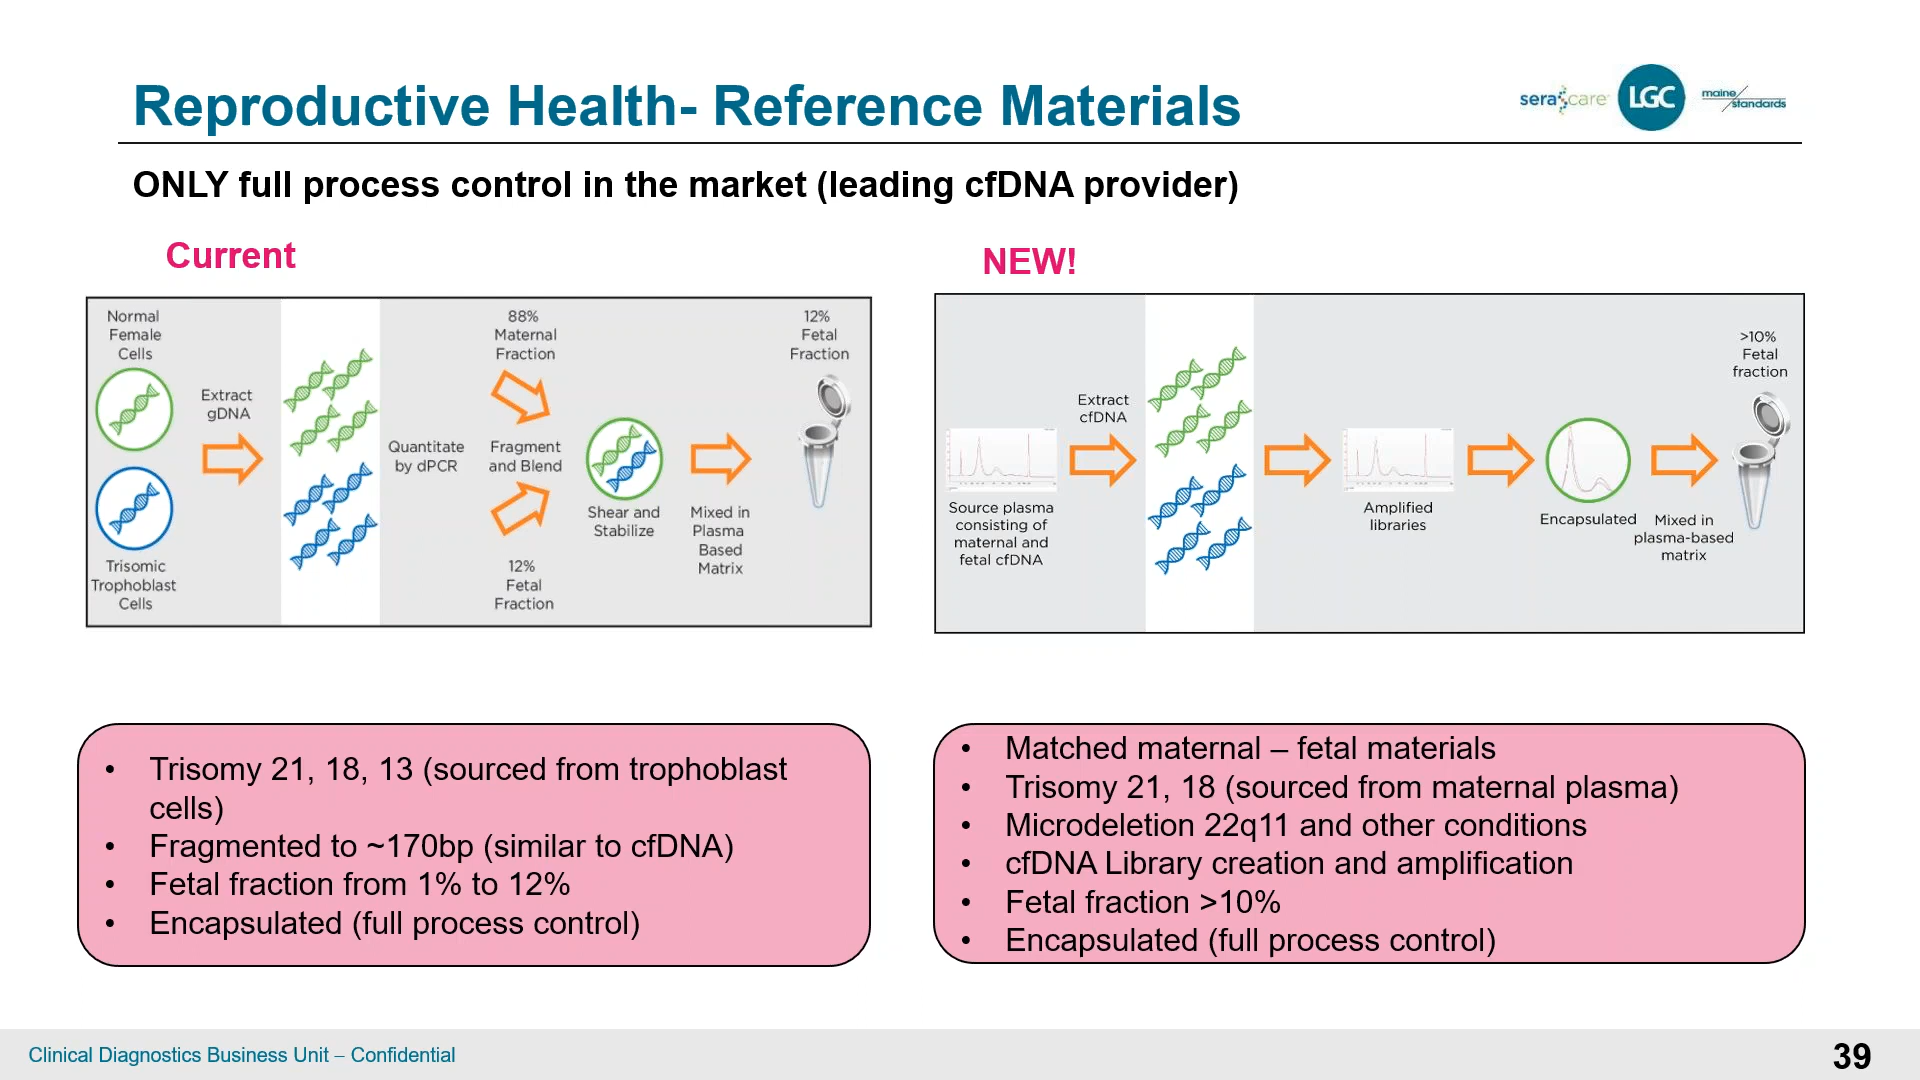 Reproductive Health- Reference Materials
seracare
LGC
maine
standards
ONLY full process control in the market (leading cfDNA provider)
Current
Normal
Female
Cells
Extract
gDNA
Trisomic
Trophoblast
Cells
Quantitate
by dPCR
88%
Maternal
Fraction
Fragment
and Blend
12%
Fetal
Fraction
Shear and
Stabilize
Mixed in
Plasma
Based
Matrix
12%
Fetal
Fraction
NEW!
Source plasma
consisting of
maternal and
fetal cfDNA
Extract
cfDNA
Amplified
libraries
Encapsulated
Mixed in
plasma-based
matrix
>10%
Fetal
fraction
• Trisomy 21, 18, 13 (sourced from trophoblast
cells)
• Fragmented to ~170bp (similar to cfDNA)
• Fetal fraction from 1% to 12%
• Encapsulated (full process control)
• Matched maternal – fetal materials
• Trisomy 21, 18 (sourced from maternal plasma)
• Microdeletion 22q11 and other conditions
• cfDNA Library creation and amplification
• Fetal fraction >10%
• Encapsulated (full process control)
Clinical Diagnostics Business Unit – Confidential
39